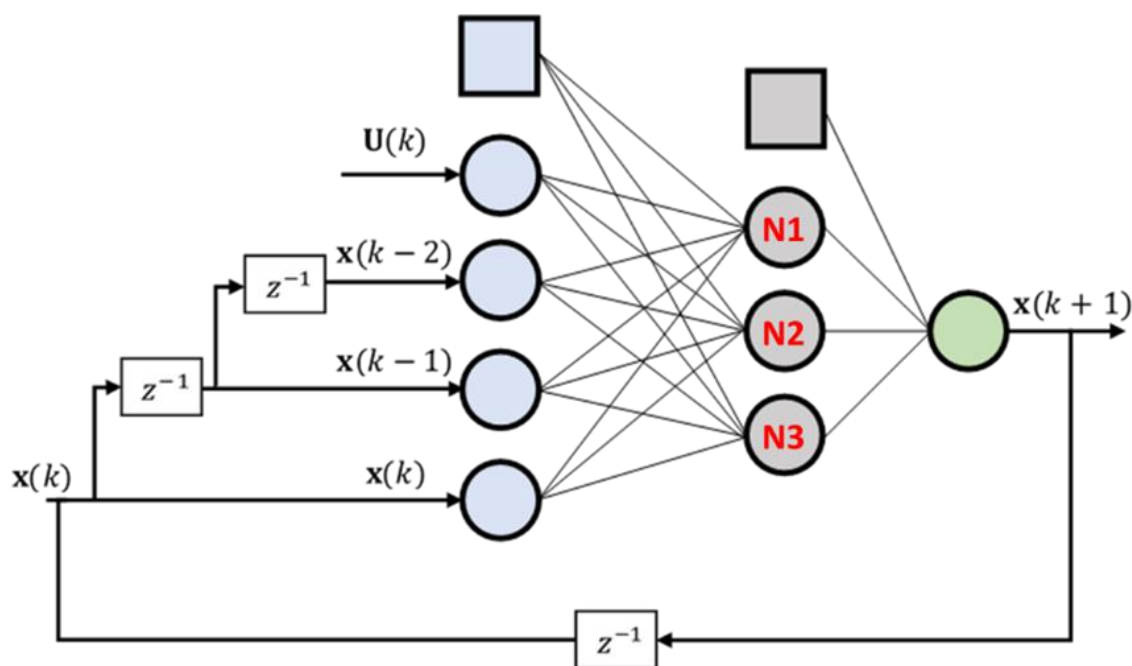 𝐔(k)
𝐱(k − 2)
z⁻¹
𝐱(k − 1)
z⁻¹
𝐱(k)
𝐱(k)
N1
N2
N3
𝐱(k + 1)
z⁻¹